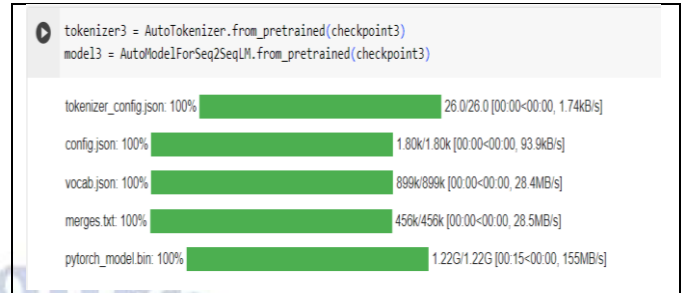 tokenizer3 = AutoTokenizer.from_pretrained(checkpoint3)
model3 = AutoModelForSeq2SeqLM.from_pretrained(checkpoint3)
tokenizer_config.json: 100% 26.0/26.0 [00:00<00:00, 1.74kB/s]
config.json: 100% 1.80k/1.80k [00:00<00:00, 93.9kB/s]
vocab.json: 100% 899k/899k [00:00<00:00, 28.4MB/s]
merges.txt: 100% 456k/456k [00:00<00:00, 28.5MB/s]
pytorch_model.bin: 100% 1.22G/1.22G [00:15<00:00, 155MB/s]